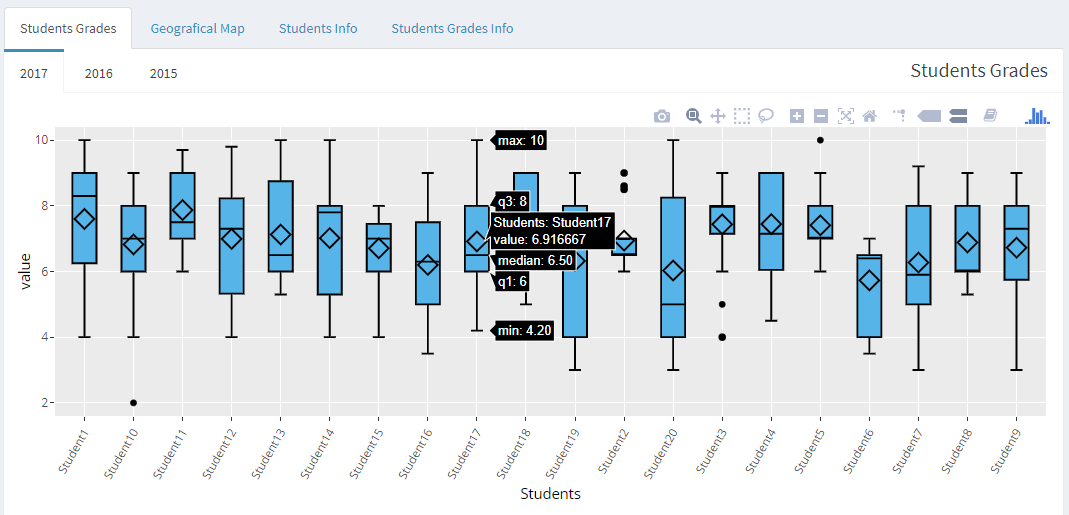 Students Grades
Geografical Map
Students Info
Students Grades Info
2017
2016
2015
Students Grades
10
8
6
4
2
value
max: 10
q3: 8
Students: Student17
value: 6.916667
median: 6.50
q1: 6
min: 4.20
Student1
Student10
Student11
Student12
Student13
Student14
Student15
Student16
Student17
Student18
Student19
Student2
Student20
Student3
Student4
Student5
Student6
Student7
Student8
Student9
Students